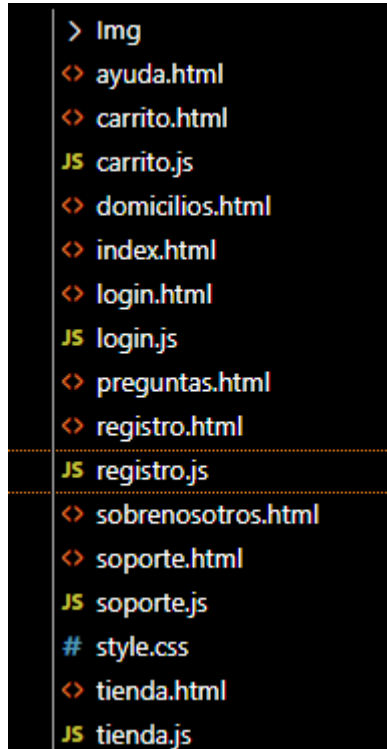 > Img
<> ayuda.html
<> carrito.html
JS carrito.js
<> domicilios.html
<> index.html
<> login.html
JS login.js
<> preguntas.html
<> registro.html
JS registro.js
<> sobrenosotros.html
<> soporte.html
JS soporte.js
# style.css
<> tienda.html
JS tienda.js